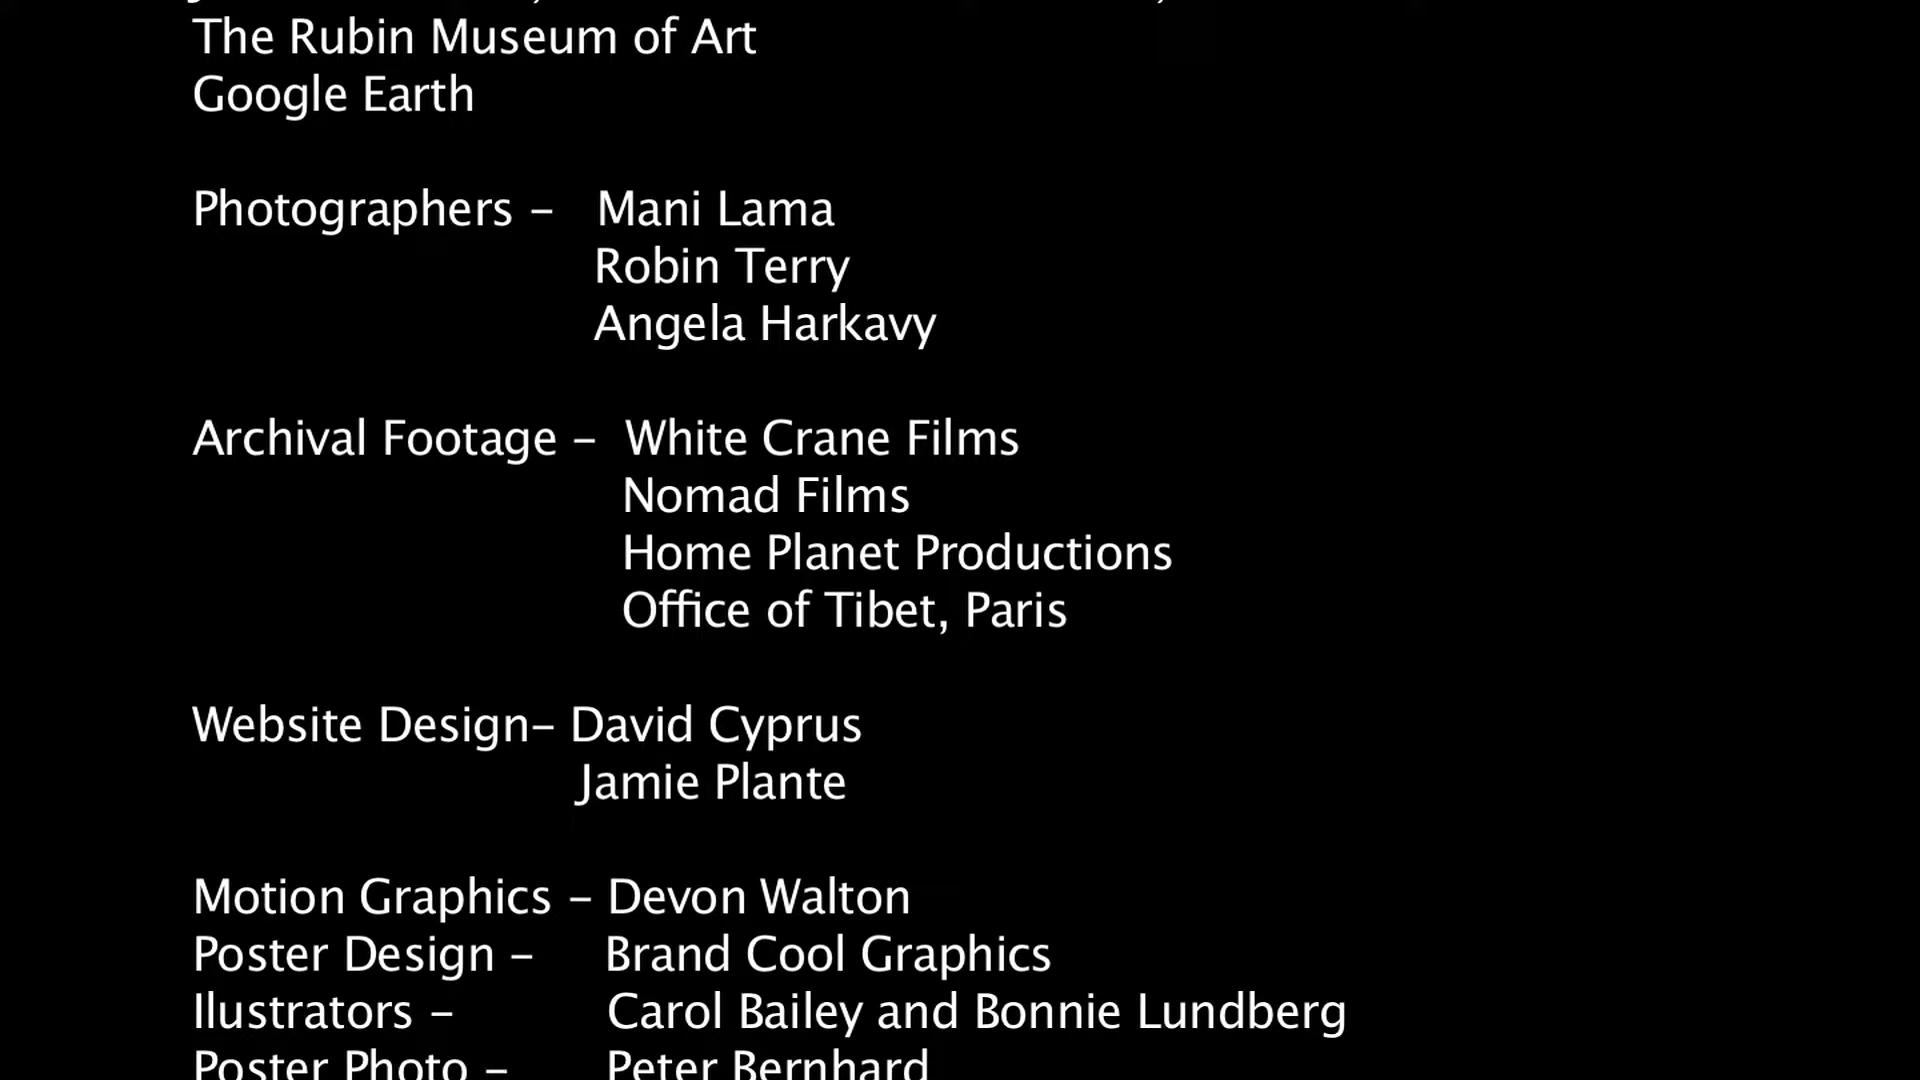 The Rubin Museum of Art
Google Earth
Photographers – Mani Lama
Robin Terry
Angela Harkavy
Archival Footage – White Crane Films
Nomad Films
Home Planet Productions
Office of Tibet, Paris
Website Design– David Cyprus
Jamie Plante
Motion Graphics – Devon Walton
Poster Design – Brand Cool Graphics
Ilustrators – Carol Bailey and Bonnie Lundberg
Poster Photo – Peter Bernhard